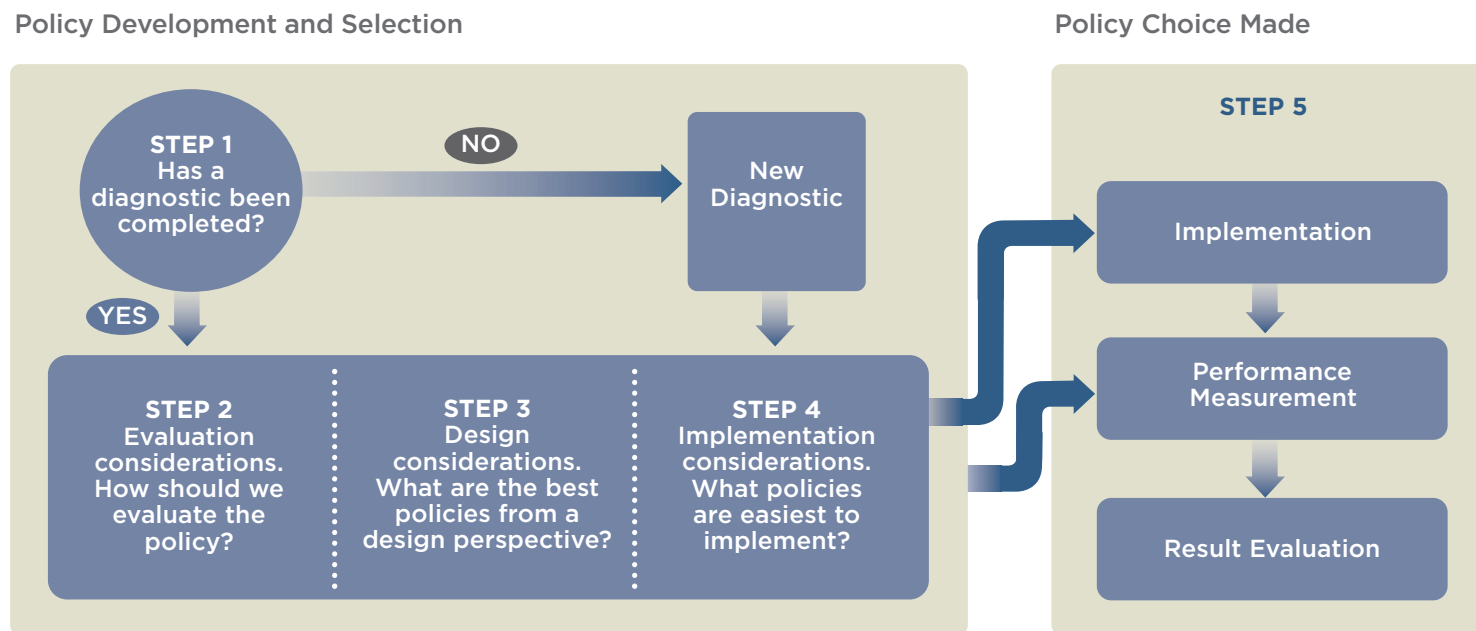 Policy Development and Selection
Policy Choice Made
STEP 1
Has a
diagnostic been
completed?
NO
New
Diagnostic
YES
STEP 2
Evaluation
considerations.
How should we
evaluate the
policy?
STEP 3
Design
considerations.
What are the best
policies from a
design perspective?
STEP 4
Implementation
considerations.
What policies
are easiest to
implement?
STEP 5
Implementation
Performance
Measurement
Result Evaluation